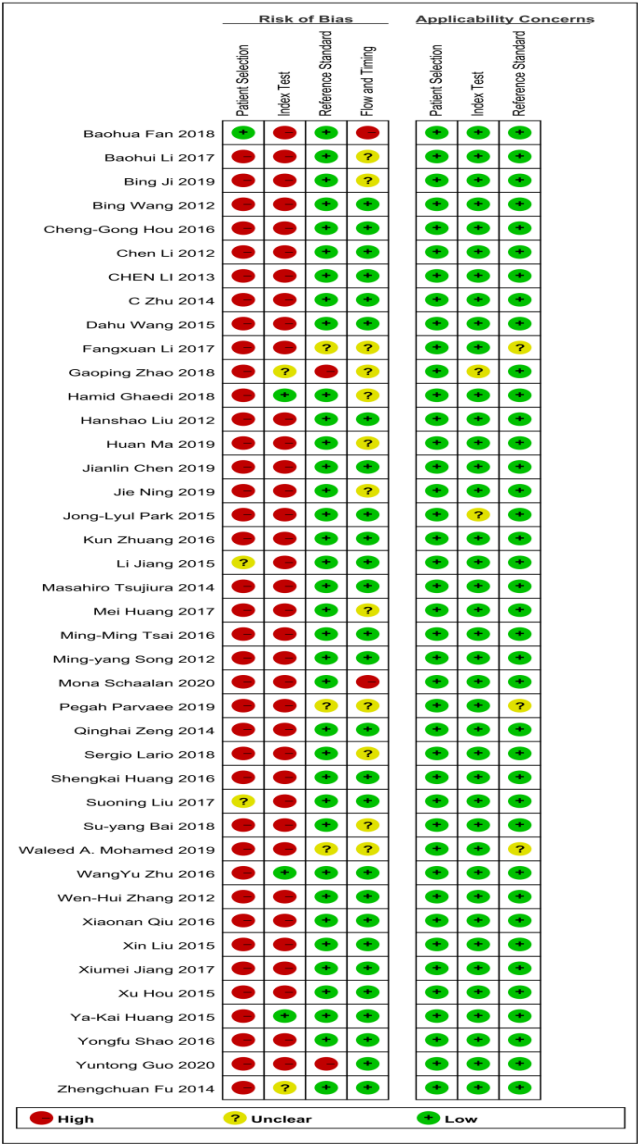 Risk of Bias Applicability Concerns
Patient Selection Index Test Reference Standard Flow and Timing Patient Selection Index Test Reference Standard
Baohua Fan 2018 + – + – + + +
Baohui Li 2017 – – + ? + + +
Bing Ji 2019 – – + ? + + +
Bing Wang 2012 – – + + + + +
Cheng-Gong Hou 2016 – – + + + + +
Chen Li 2012 – – + + + + +
CHEN LI 2013 – – + + + + +
C Zhu 2014 – – + + + + +
Dahu Wang 2015 – – + + + + +
Fangxuan Li 2017 – – ? ? + + ?
Gaoping Zhao 2018 – ? – ? + ? +
Hamid Ghaedi 2018 – + + ? + + +
Hanshao Liu 2012 – – + + + + +
Huan Ma 2019 – – + ? + + +
Jianlin Chen 2019 – – + + + + +
Jie Ning 2019 – – + ? + + +
Jong-Lyul Park 2015 – – + + + ? +
Kun Zhuang 2016 – – + + + + +
Li Jiang 2015 ? – + + + + +
Masahiro Tsujiura 2014 – – + + + + +
Mei Huang 2017 – – + ? + + +
Ming-Ming Tsai 2016 – – + + + + +
Ming-yang Song 2012 – – + + + + +
Mona Schaalan 2020 – – + – + + +
Pegah Parvaee 2019 – – ? ? + + ?
Qinghai Zeng 2014 – – + + + + +
Sergio Lario 2018 – – + ? + + +
Shengkai Huang 2016 – – + + + + +
Suoning Liu 2017 ? – + + + + +
Su-yang Bai 2018 – – + ? + + +
Waleed A. Mohamed 2019 – – ? ? + + ?
WangYu Zhu 2016 – + + + + + +
Wen-Hui Zhang 2012 – – + + + + +
Xiaonan Qiu 2016 – – + + + + +
Xin Liu 2015 – – + + + + +
Xiumei Jiang 2017 – – + + + + +
Xu Hou 2015 – – + + + + +
Ya-Kai Huang 2015 – + + + + + +
Yongfu Shao 2016 – – + + + + +
Yuntong Guo 2020 – – – + + + +
Zhengchuan Fu 2014 – ? + + + + +
– High ? Unclear + Low